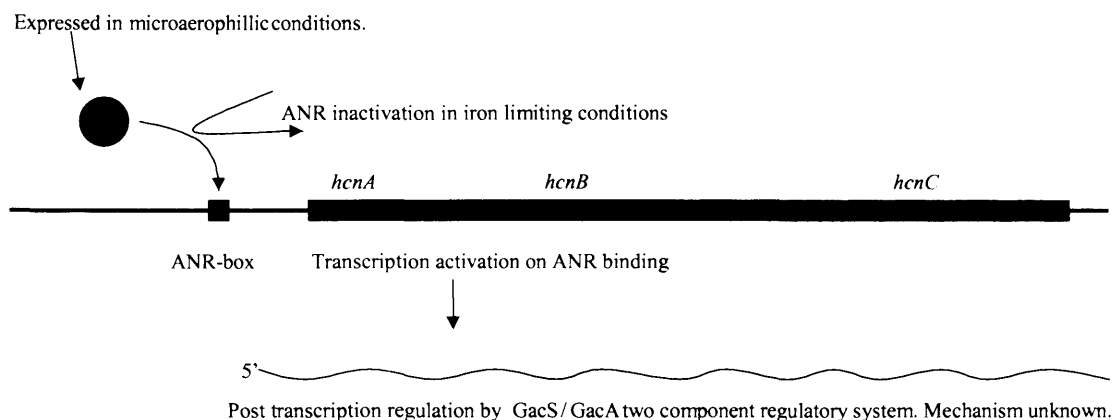 Expressed in microaerophillic conditions.
ANR inactivation in iron limiting conditions
hcnA hcnB hcnC
ANR-box Transcription activation on ANR binding
5'
Post transcription regulation by GacS/GacA two component regulatory system. Mechanism unknown.